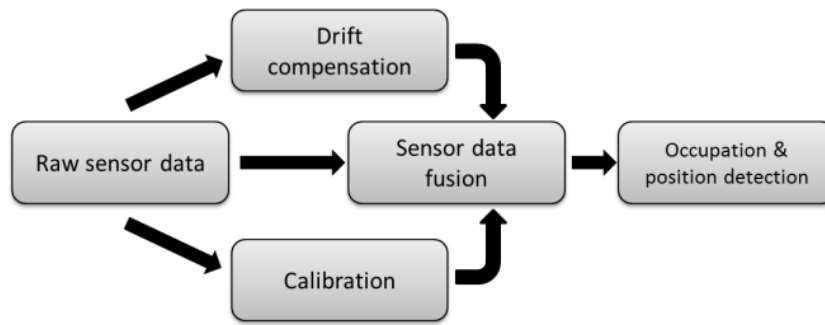 Drift
compensation
Raw sensor data
Sensor data
fusion
Occupation &
position detection
Calibration